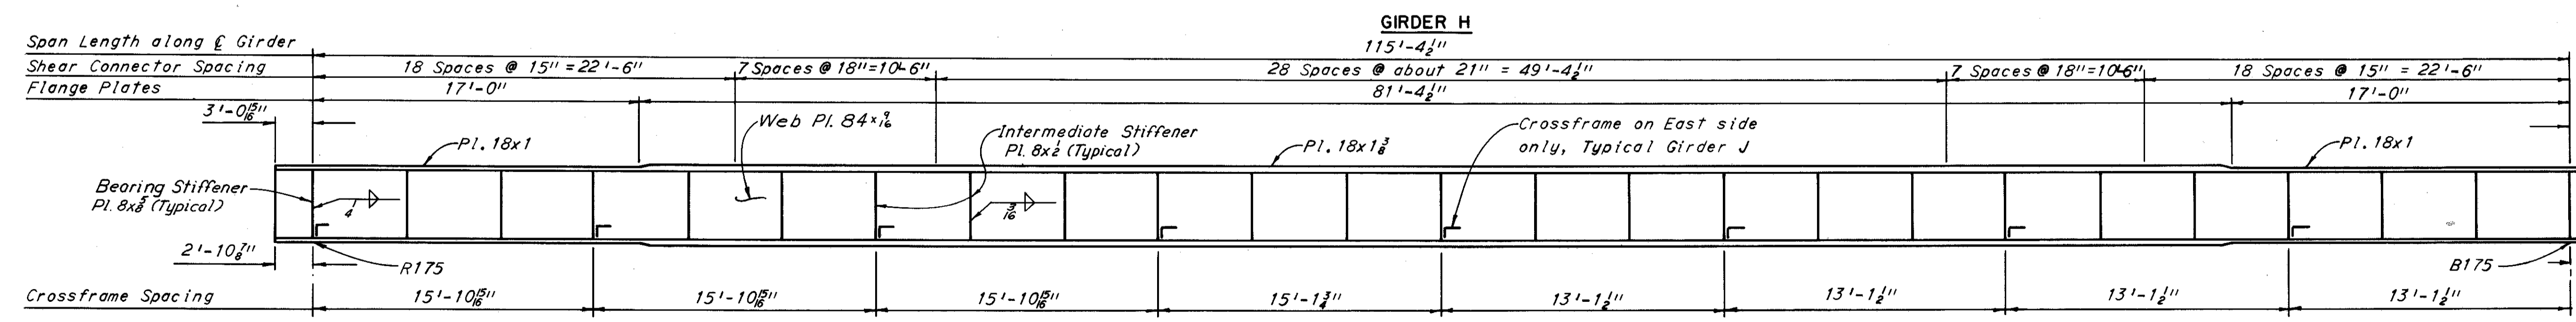 GIRDER H
Span Length along ℄ Girder
115'-4½"
Shear Connector Spacing
18 Spaces @ 15" = 22'-6"
7 Spaces @ 18"=10'-6"
28 Spaces @ about 21" = 49'-4½"
7 Spaces @ 18"=10'-6"
18 Spaces @ 15" = 22'-6"
Flange Plates
17'-0"
81'-4½"
17'-0"
3'-0 15/16"
Web Pl. 84x 9/16
Intermediate Stiffener
Pl. 8x½ (Typical)
Crossframe on East side
only, Typical Girder J
Pl. 18x1
Pl. 18x1⅜
Pl. 18x1
Bearing Stiffener
Pl. 8x⅝ (Typical)
¼
3/16
2'-10⅞"
R175
B175
Crossframe Spacing
15'-10 15/16"
15'-10 15/16"
15'-10 15/16"
15'-1¾"
13'-1½"
13'-1½"
13'-1½"
13'-1½"